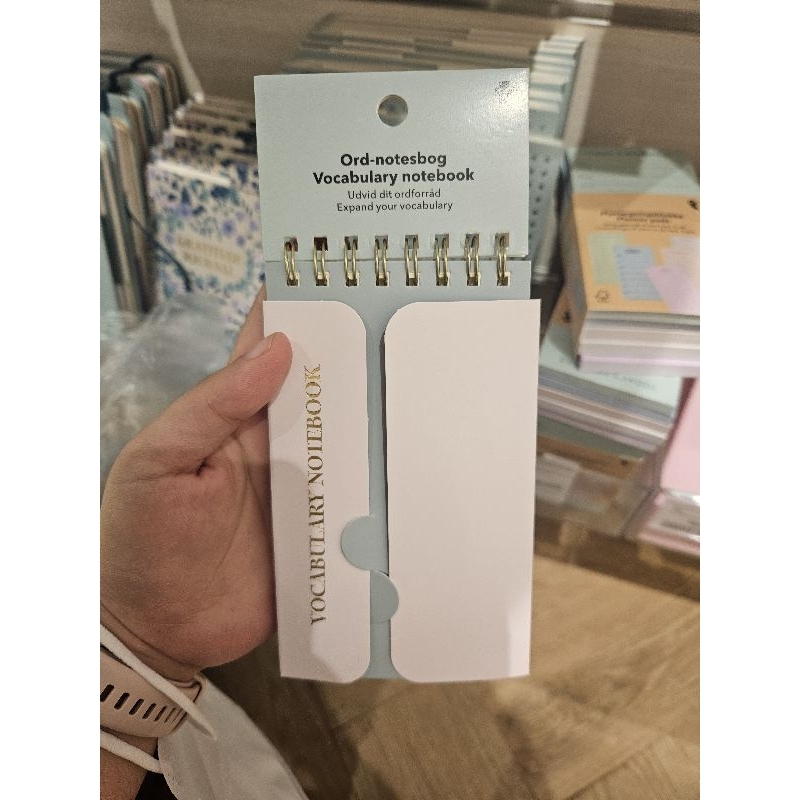 Ord-notesbog
Vocabulary notebook
Udvid dit ordforråd
Expand your vocabulary
VOCABULARY NOTEBOOK